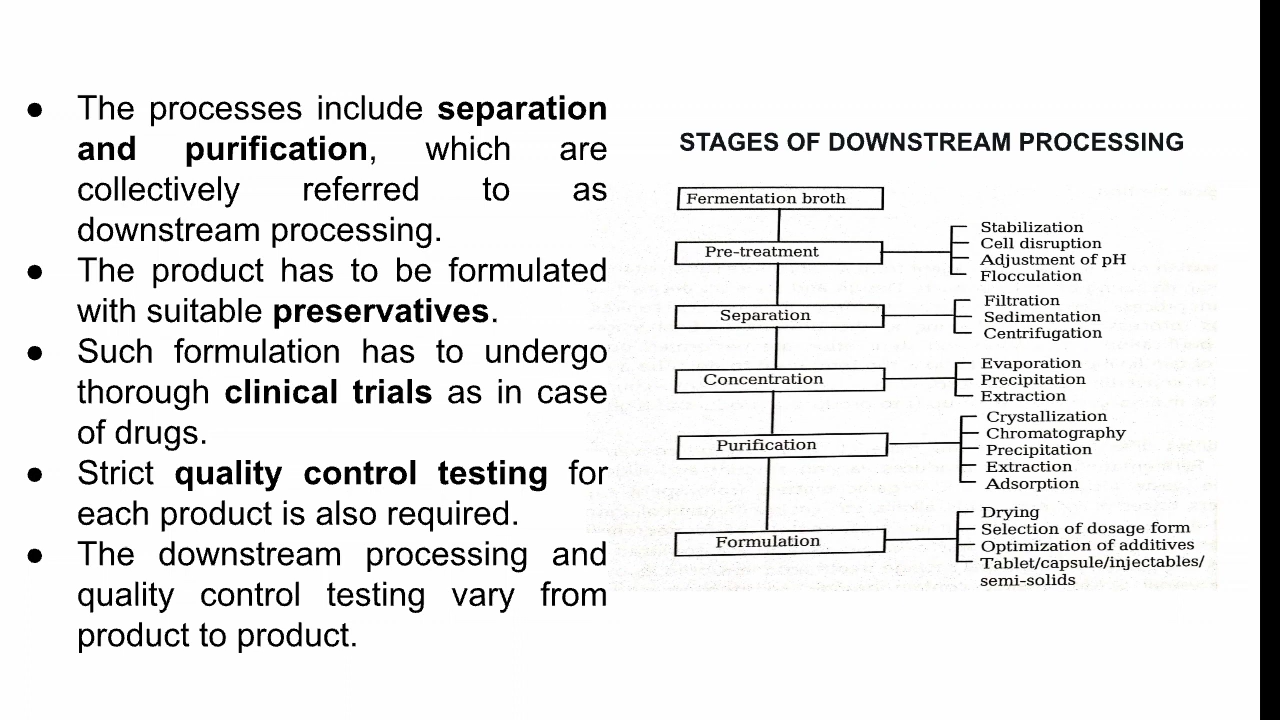 ● The processes include separation
and purification, which are
collectively referred to as
downstream processing.
● The product has to be formulated
with suitable preservatives.
● Such formulation has to undergo
thorough clinical trials as in case
of drugs.
● Strict quality control testing for
each product is also required.
● The downstream processing and
quality control testing vary from
product to product.
STAGES OF DOWNSTREAM PROCESSING
Fermentation broth
Pre-treatment
Stabilization
Cell disruption
Adjustment of pH
Flocculation
Separation
Filtration
Sedimentation
Centrifugation
Concentration
Evaporation
Precipitation
Extraction
Purification
Crystallization
Chromatography
Precipitation
Extraction
Adsorption
Formulation
Drying
Selection of dosage form
Optimization of additives
Tablet/capsule/injectables/
semi-solids